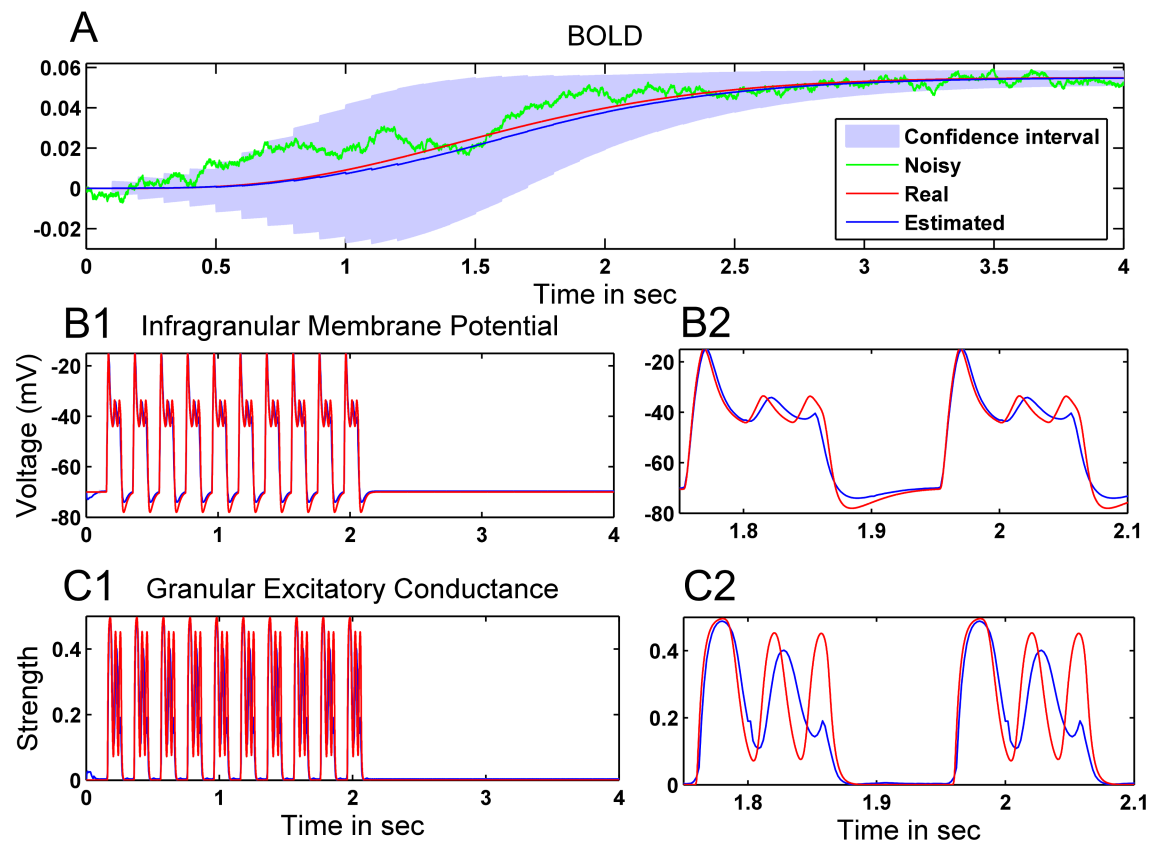 A
BOLD
0.06
0.04
0.02
0
-0.02
Confidence interval
Noisy
Real
Estimated
0 0.5 1 1.5 2 2.5 3 3.5 4
Time in sec
B1 Infragranular Membrane Potential
Voltage (mV)
-20
-40
-60
-80
0 1 2 3 4
B2
-20
-40
-60
-80
1.8 1.9 2 2.1
C1 Granular Excitatory Conductance
Strength
0.4
0.2
0
0 1 2 3 4
Time in sec
C2
0.4
0.2
0
1.8 1.9 2 2.1
Time in sec